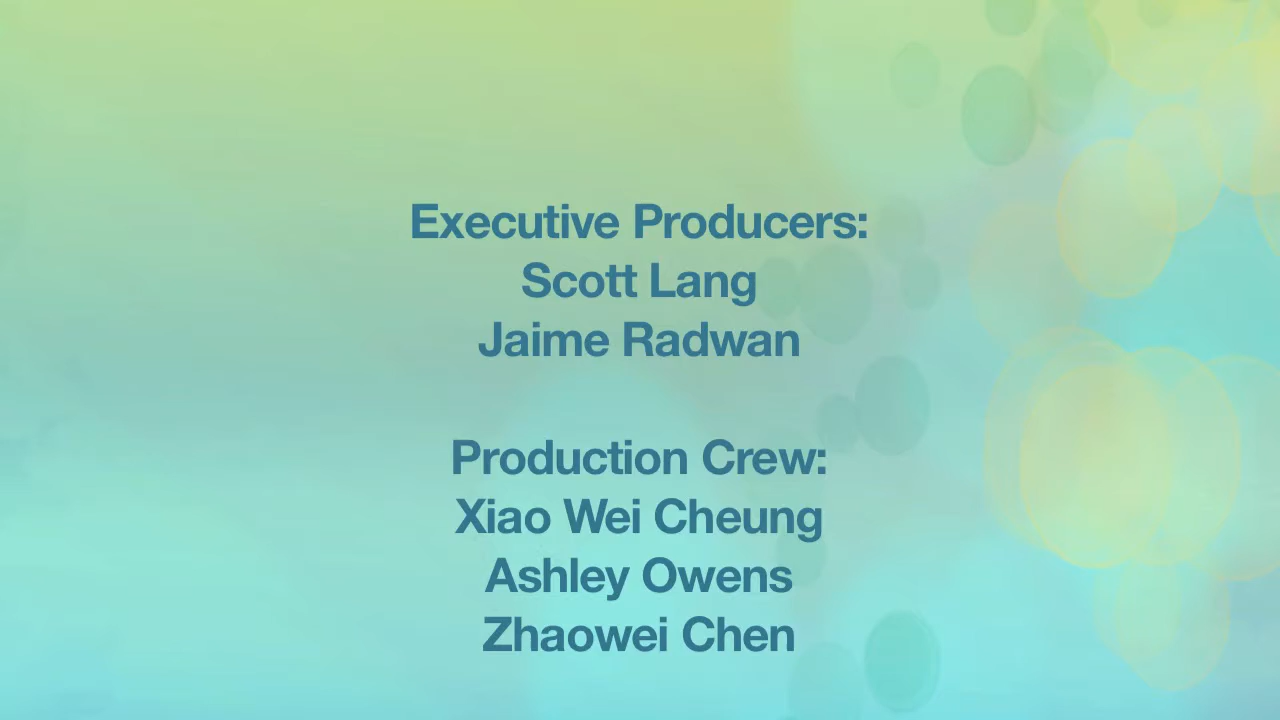 Executive Producers:
Scott Lang
Jaime Radwan
Production Crew:
Xiao Wei Cheung
Ashley Owens
Zhaowei Chen